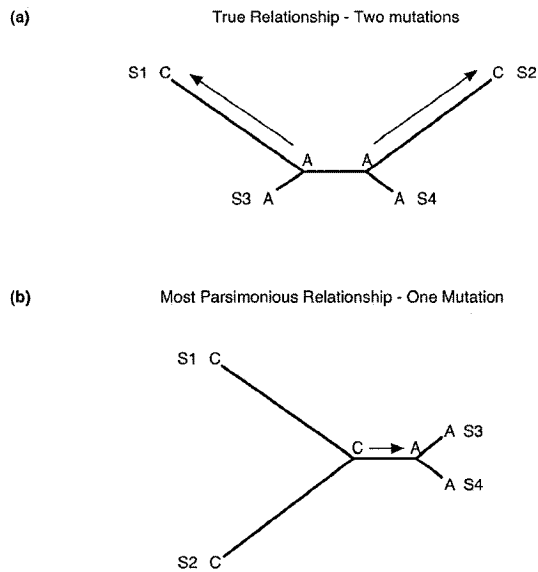 (a) True Relationship - Two mutations
S1 C C S2
A A
S3 A A S4
(b) Most Parsimonious Relationship - One Mutation
S1 C
A S3
C A
A S4
S2 C